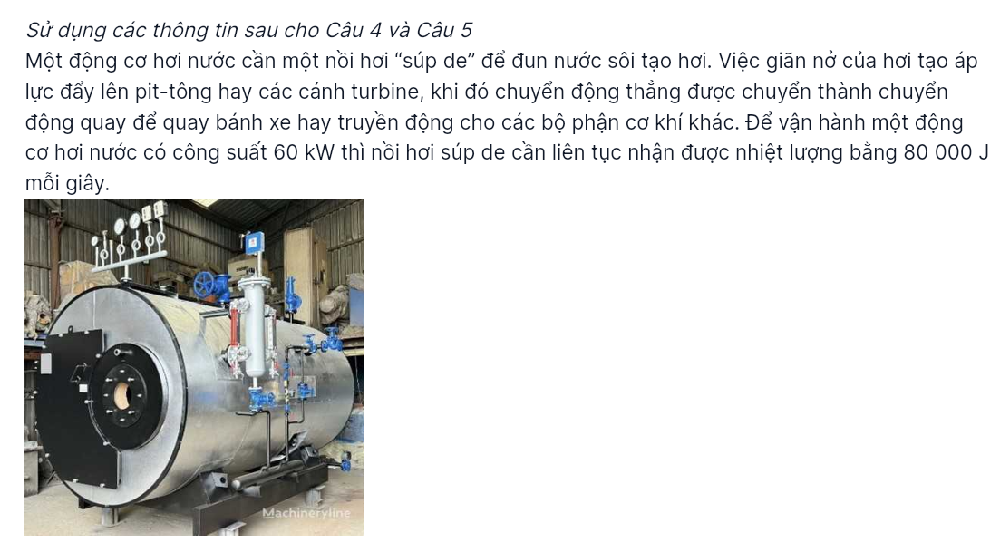 Sử dụng các thông tin sau cho Câu 4 và Câu 5
Một động cơ hơi nước cần một nồi hơi “súp de” để đun nước sôi tạo hơi. Việc giãn nở của hơi tạo áp
lực đẩy lên pit-tông hay các cánh turbine, khi đó chuyển động thẳng được chuyển thành chuyển
động quay để quay bánh xe hay truyền động cho các bộ phận cơ khí khác. Để vận hành một động
cơ hơi nước có công suất 60 kW thì nồi hơi súp de cần liên tục nhận được nhiệt lượng bằng 80 000 J
mỗi giây.
Machineryline